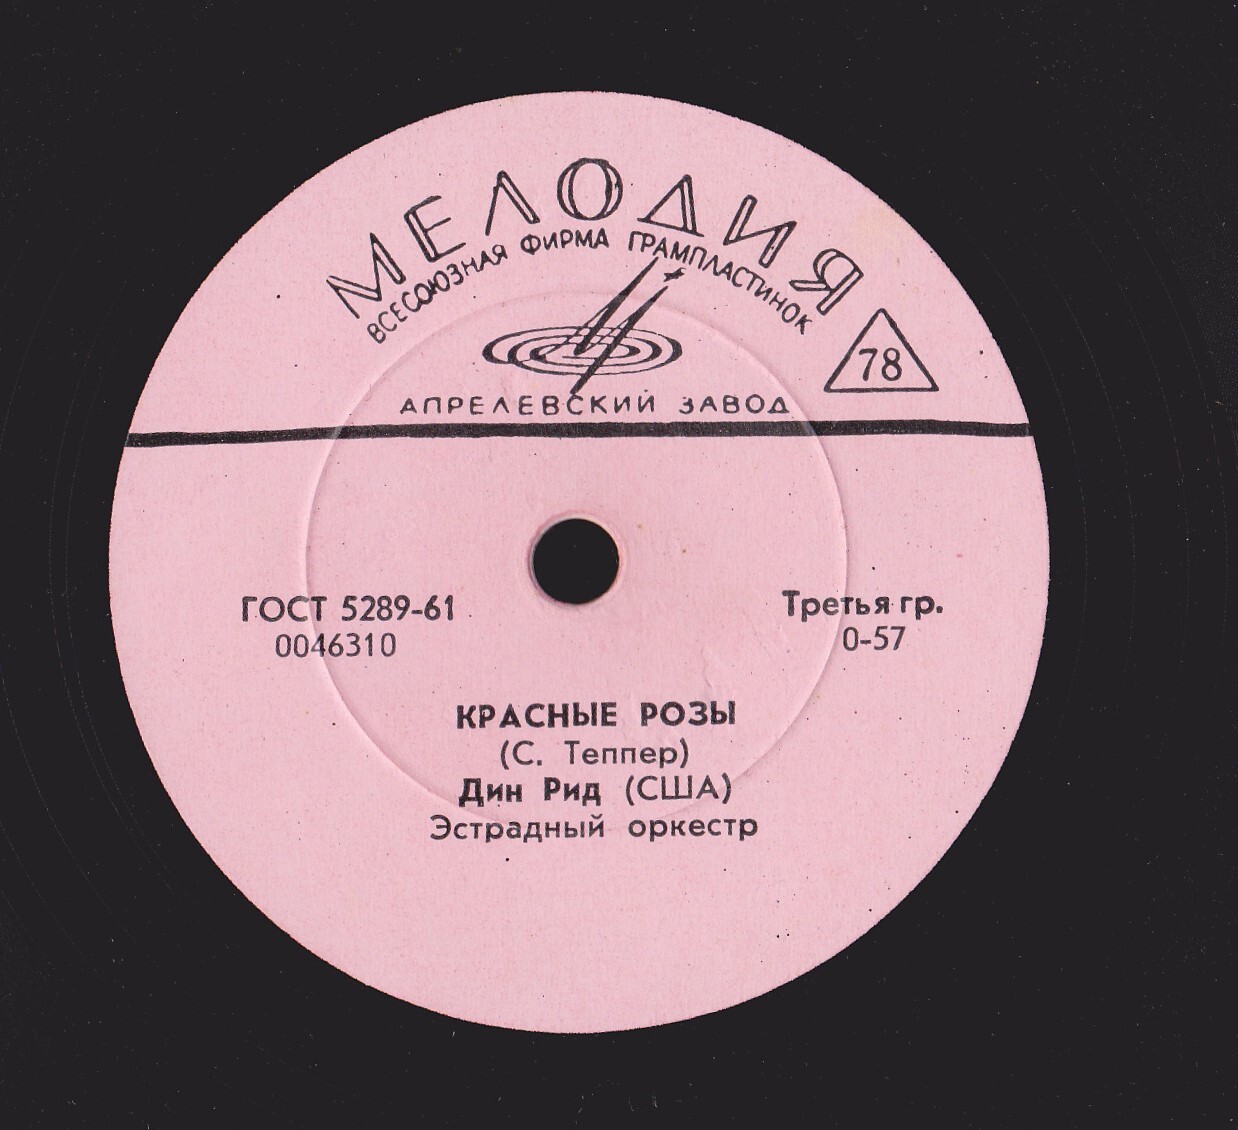 МЕЛОДИЯ
ВСЕСОЮЗНАЯ ФИРМА ГРАМПЛАСТИНОК
78
АПРЕЛЕВСКИЙ ЗАВОД
ГОСТ 5289-61
0046310
Третья гр.
0-57
КРАСНЫЕ РОЗЫ
(С. Теппер)
Дин Рид (США)
Эстрадный оркестр